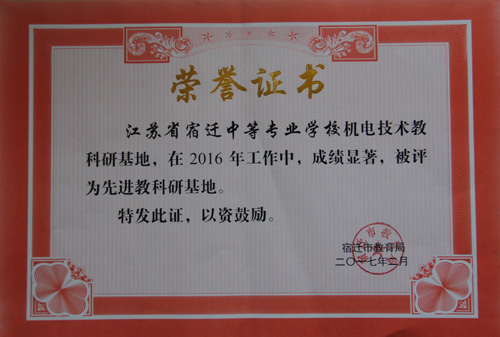 荣誉证书
江苏省宿迁中等专业学校机电技术教
科研基地，在 2016 年工作中，成绩显著，被评
为先进教科研基地。
特发此证，以资鼓励。
宿迁市教育局
二〇一七年二月